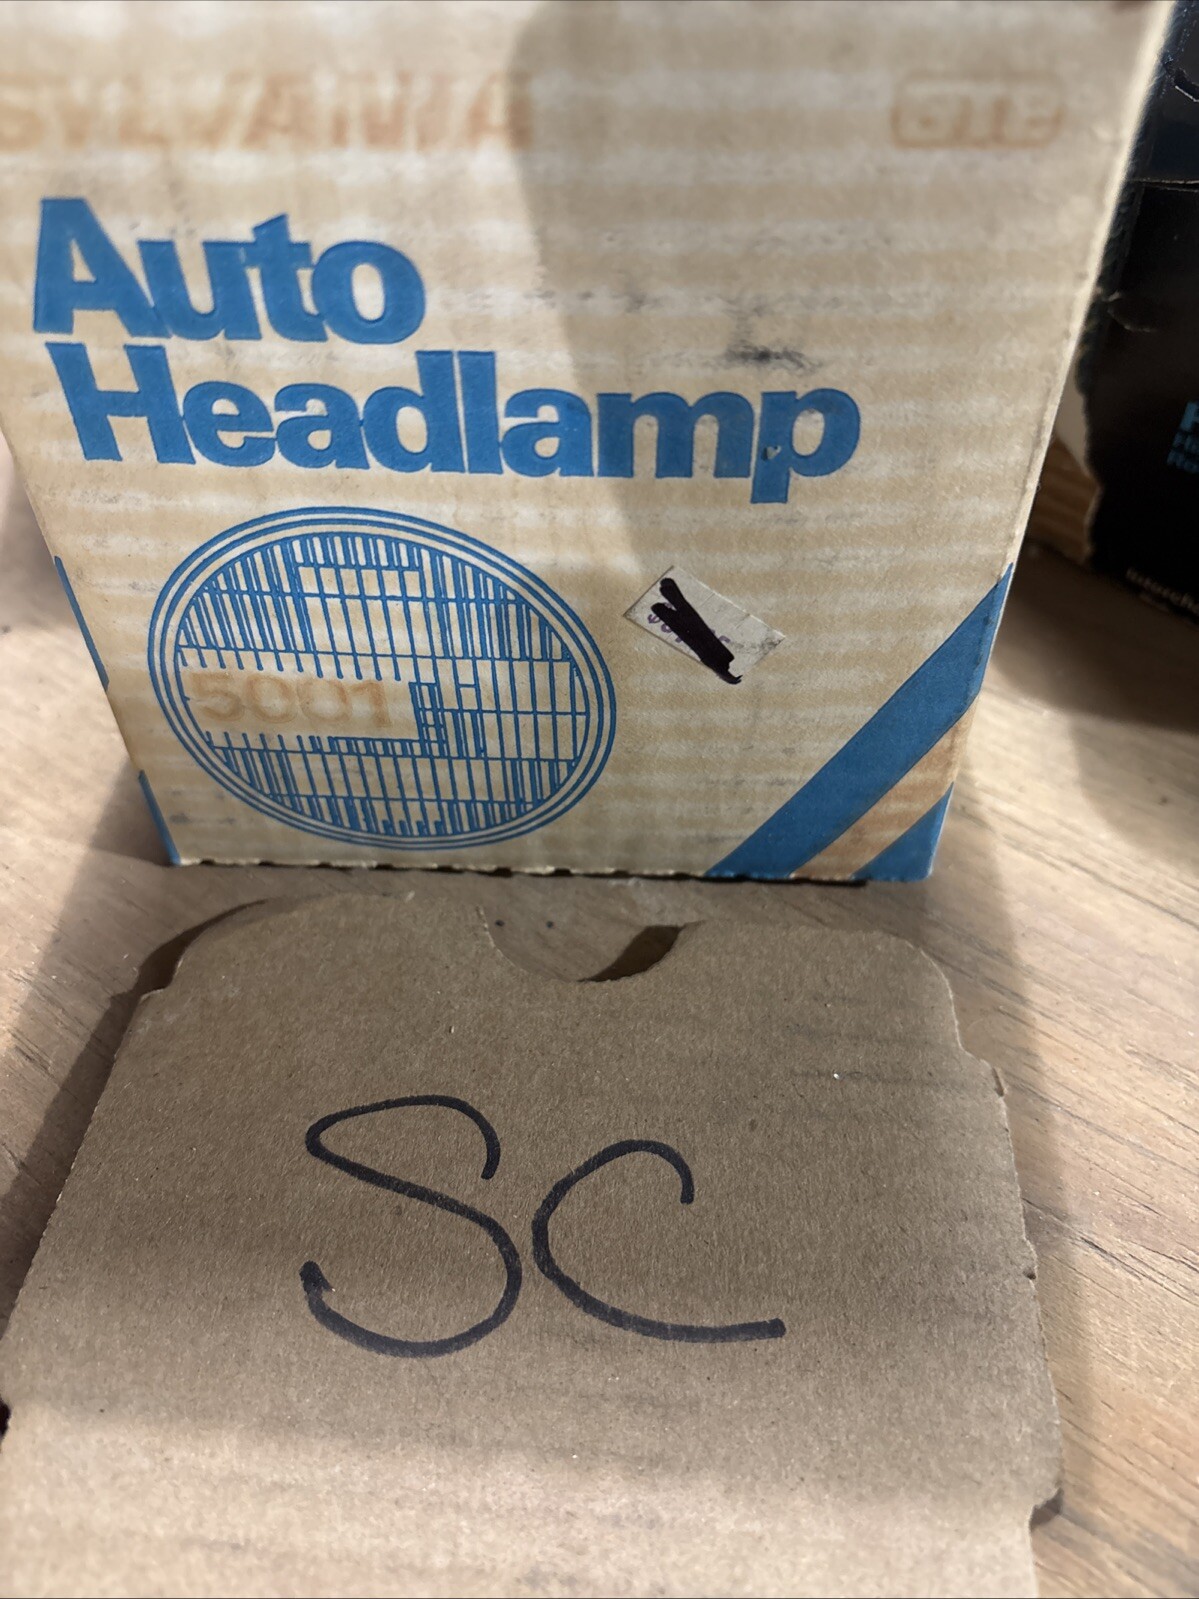 SYLVANIA GTE
Auto
Headlamp
5001
SC